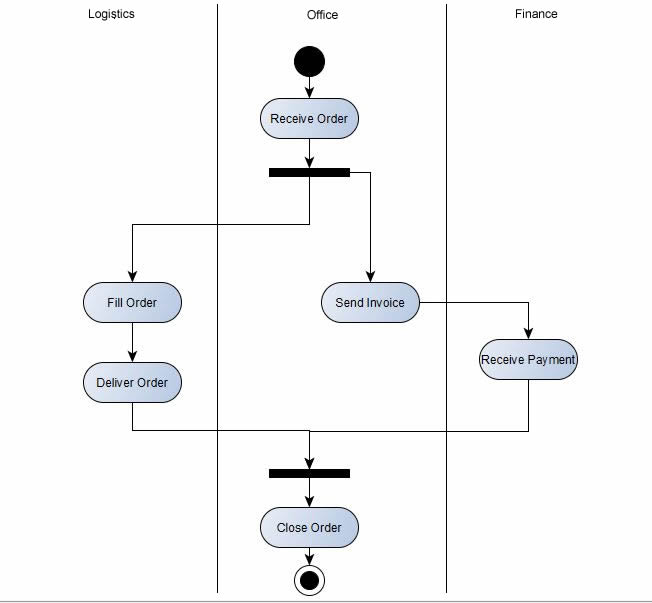 Logistics
Office
Finance
Receive Order
Fill Order
Send Invoice
Receive Payment
Deliver Order
Close Order